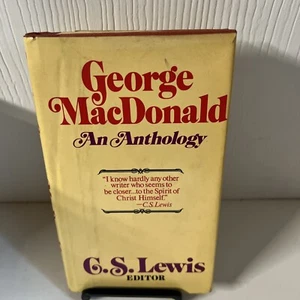 George
MacDonald
An Anthology
"I know hardly any other
writer who seems to
be closer...to the Spirit of
Christ Himself."
—C.S. Lewis
C.S. Lewis
EDITOR